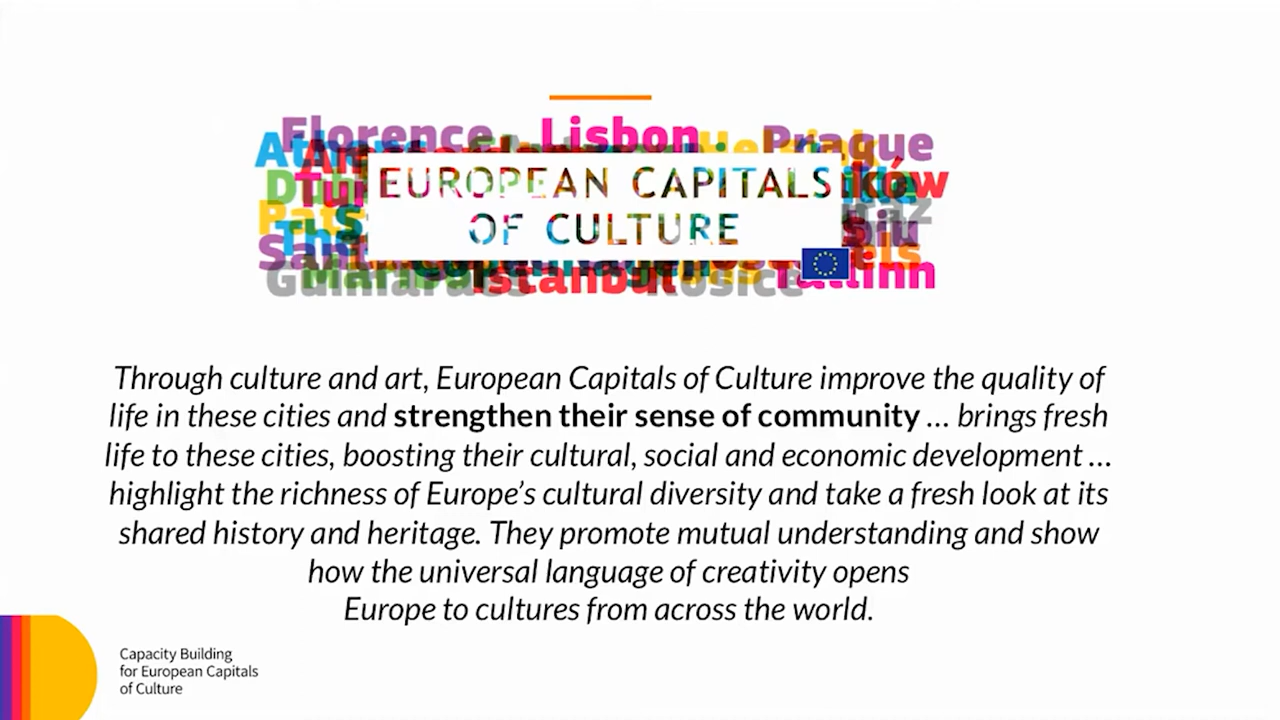 Florence Lisbon Prague
EUROPEAN CAPITALS
OF CULTURE
Istanbul Tallinn
Through culture and art, European Capitals of Culture improve the quality of
life in these cities and strengthen their sense of community ... brings fresh
life to these cities, boosting their cultural, social and economic development ...
highlight the richness of Europe’s cultural diversity and take a fresh look at its
shared history and heritage. They promote mutual understanding and show
how the universal language of creativity opens
Europe to cultures from across the world.
Capacity Building
for European Capitals
of Culture